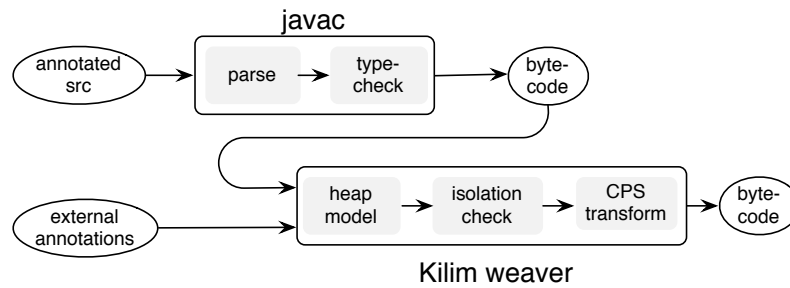 javac
annotated
src
parse
type-
check
byte-
code
external
annotations
heap
model
isolation
check
CPS
transform
byte-
code
Kilim weaver